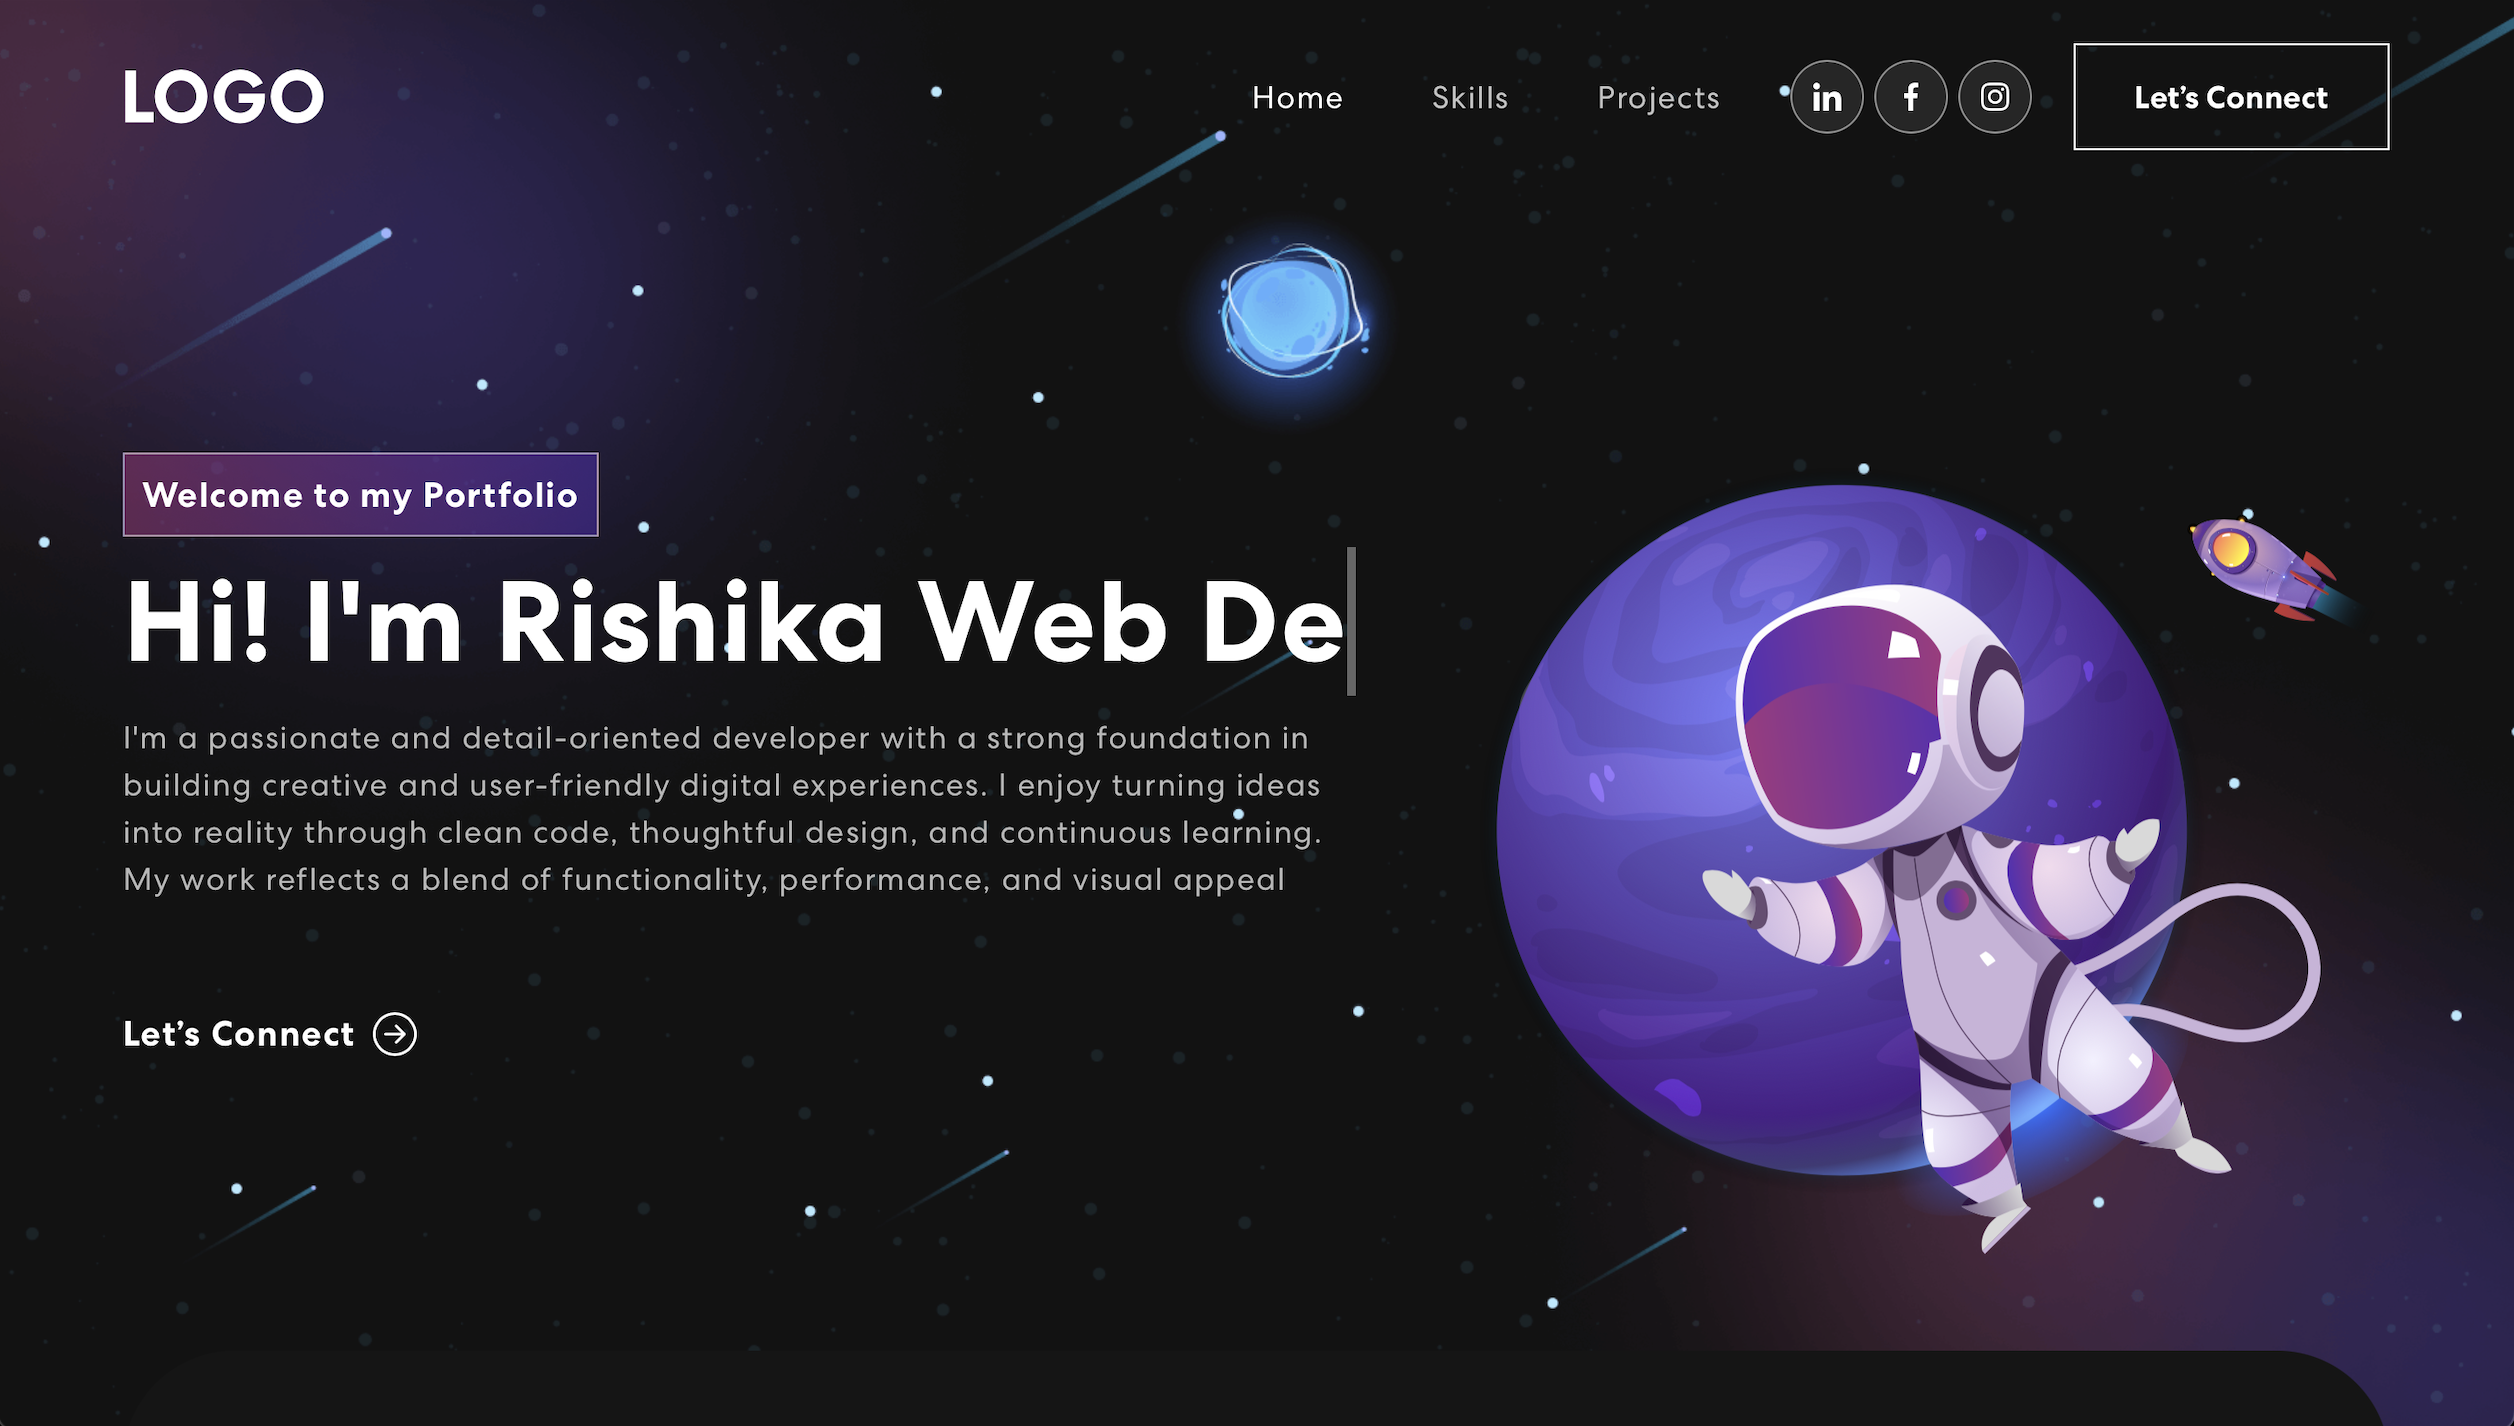 LOGO
Home Skills Projects in f Let’s Connect
Welcome to my Portfolio
Hi! I'm Rishika Web De
I'm a passionate and detail-oriented developer with a strong foundation in
building creative and user-friendly digital experiences. I enjoy turning ideas
into reality through clean code, thoughtful design, and continuous learning.
My work reflects a blend of functionality, performance, and visual appeal
Let’s Connect